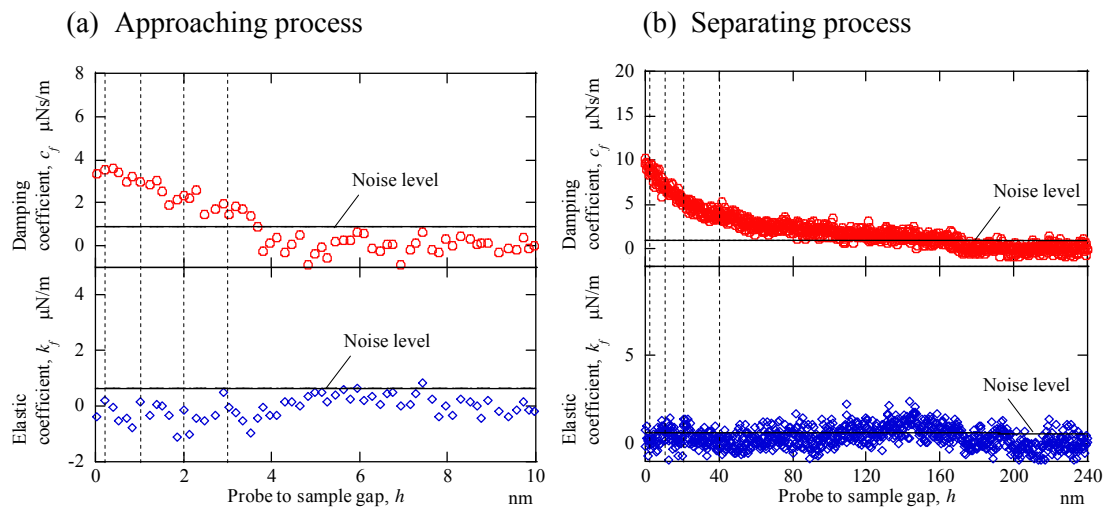 (a) Approaching process
8
6
4
2
0
Damping
coefficient, c_f μNs/m
Noise level
4
2
0
-2
Elastic
coefficient, k_f μN/m
Noise level
0 2 4 6 8 10
Probe to sample gap, h nm
(b) Separating process
20
15
10
5
0
Damping
coefficient, c_f μNs/m
Noise level
5
0
Elastic
coefficient, k_f μN/m
Noise level
0 40 80 120 160 200 240
Probe to sample gap, h nm